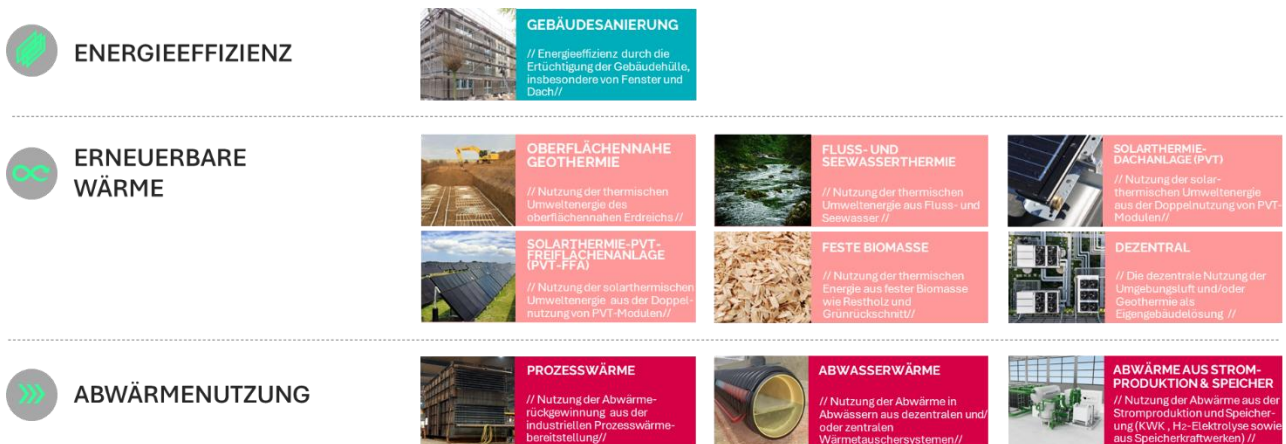 ENERGIEEFFIZIENZ
GEBÄUDESANIERUNG
// Energieeffizienz durch die
Ertüchtigung der Gebäudehülle,
insbesondere von Fenster und
Dach//
ERNEUERBARE
WÄRME
OBERFLÄCHENNAHE
GEOTHERMIE
// Nutzung der thermischen
Umweltenergie des
oberflächennahen Erdreichs //
FLUSS- UND
SEEWASSERTHERMIE
// Nutzung der thermischen
Umweltenergie aus Fluss- und
Seewasser //
SOLARTHERMIE-
DACHANLAGE (PVT)
// Nutzung der solar-
thermischen Umweltenergie
aus der Doppelnutzung von PVT-
Modulen//
SOLARTHERMIE-PVT-
FREIFLÄCHENANLAGE
(PVT-FFA)
// Nutzung der solarthermischen
Umweltenergie aus der Doppel-
nutzung von PVT-Modulen//
FESTE BIOMASSE
// Nutzung der thermischen
Energie aus fester Biomasse
wie Restholz und
Grünrückschnitt//
DEZENTRAL
// Die dezentrale Nutzung der
Umgebungsluft und/oder
Geothermie als
Eigengebäudelösung //
ABWÄRMENUTZUNG
PROZESSWÄRME
// Nutzung der Abwärme-
rückgewinnung aus der
industriellen Prozesswärme-
bereitstellung//
ABWASSERWÄRME
// Nutzung der Abwärme in
Abwässern aus dezentralen und/
oder zentralen
Wärmetauschersystemen//
ABWÄRME AUS STROM-
PRODUKTION & SPEICHER
// Nutzung der Abwärme aus der
Stromproduktion und Speicher-
ung (KWK , H2-Elektrolyse sowie
aus Speicherkraftwerken) //